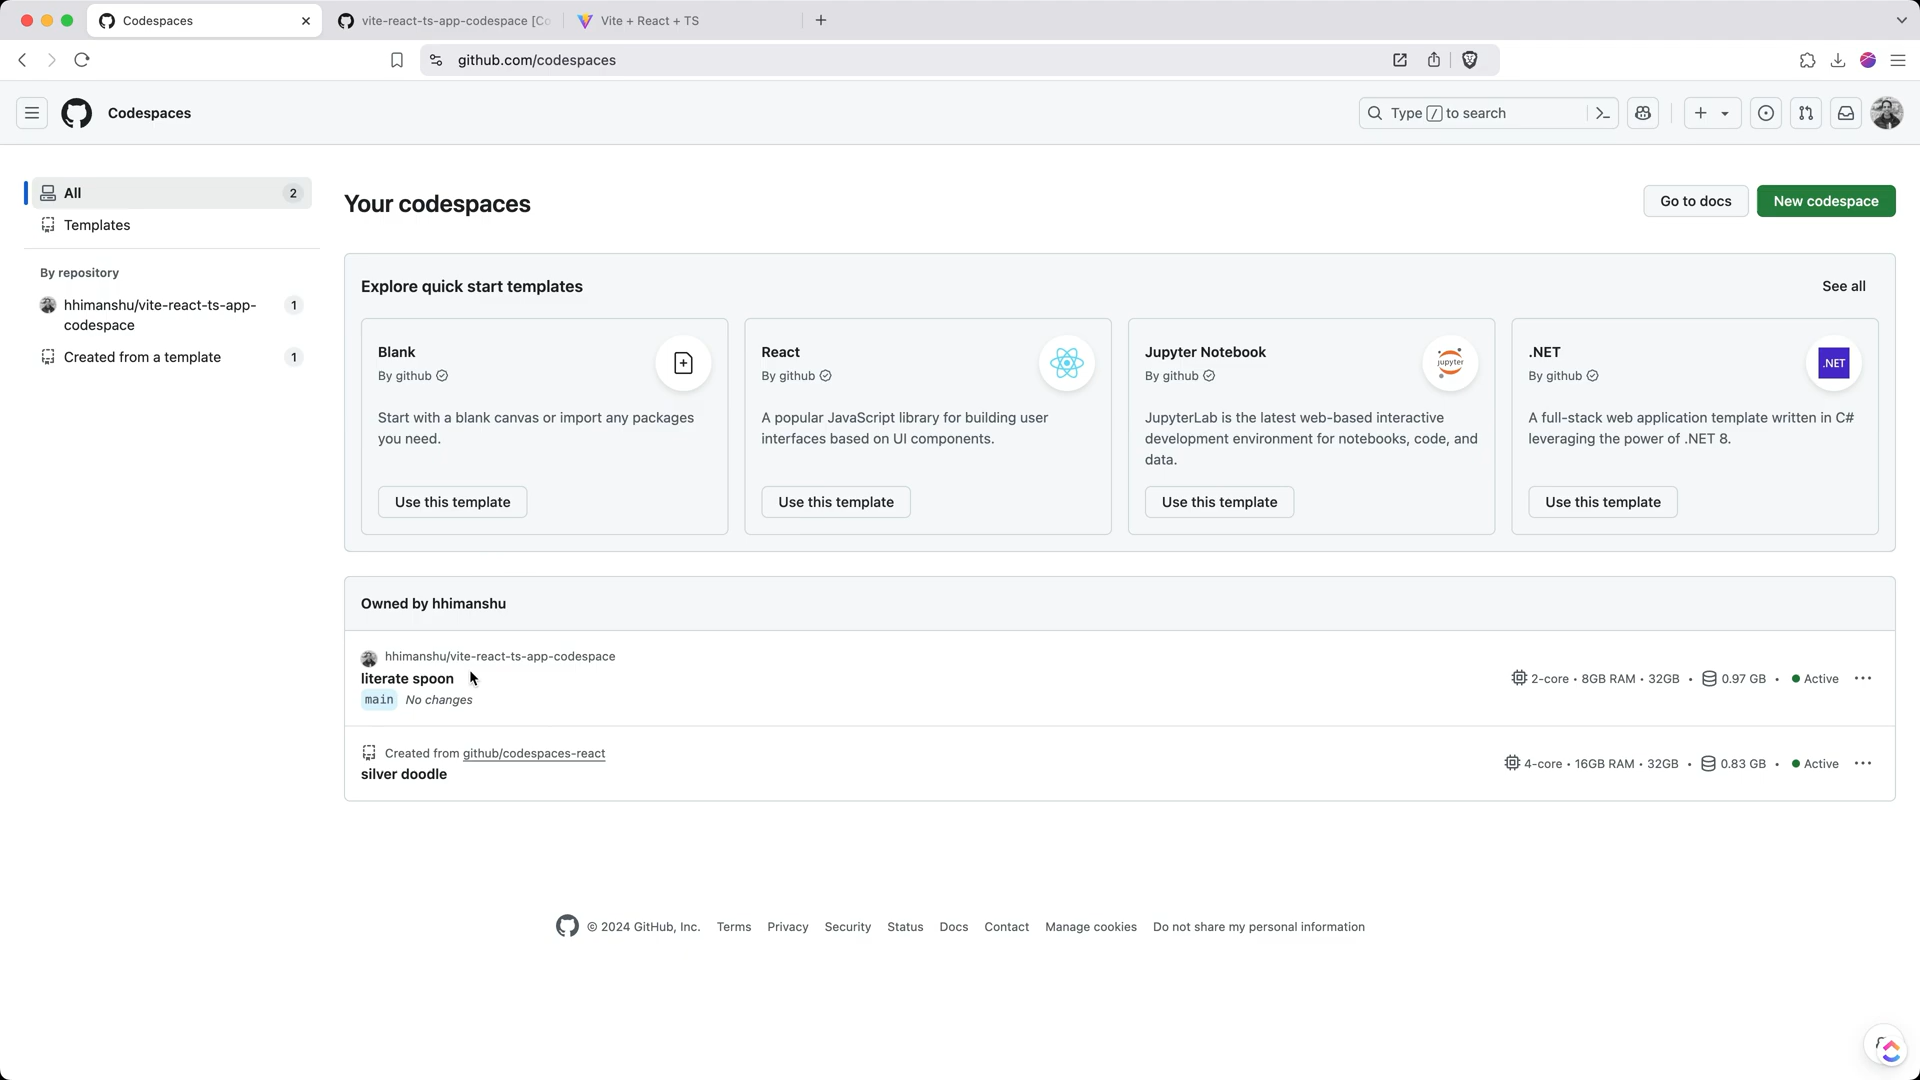 Codespaces
vite-react-ts-app-codespace [Co
Vite + React + TS
github.com/codespaces
Codespaces
Type / to search
All 2
Templates
By repository
hhimanshu/vite-react-ts-app-
codespace
1
Created from a template 1
Your codespaces
Go to docs
New codespace
Explore quick start templates
See all
Blank
By github
Start with a blank canvas or import any packages
you need.
Use this template
React
By github
A popular JavaScript library for building user
interfaces based on UI components.
Use this template
Jupyter Notebook
By github
jupyter
JupyterLab is the latest web-based interactive
development environment for notebooks, code, and
data.
Use this template
.NET
By github
.NET
A full-stack web application template written in C#
leveraging the power of .NET 8.
Use this template
Owned by hhimanshu
hhimanshu/vite-react-ts-app-codespace
literate spoon
main No changes
2-core • 8GB RAM • 32GB • 0.97 GB • Active
Created from github/codespaces-react
silver doodle
4-core • 16GB RAM • 32GB • 0.83 GB • Active
© 2024 GitHub, Inc. Terms Privacy Security Status Docs Contact Manage cookies Do not share my personal information